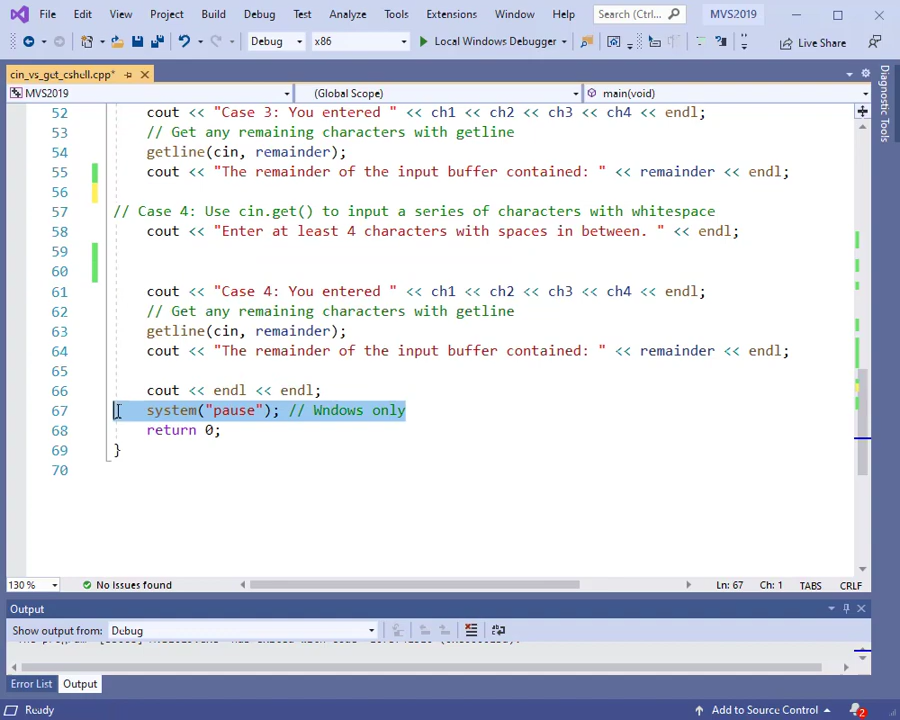 File Edit View Git Project Build Debug Test Analyze Tools Extensions Window Help Search (Ctrl... MVS2019
Debug x86 Local Windows Debugger Live Share
cin_vs_get_cshell.cpp*
MVS2019 (Global Scope) main(void)
Diagnostic Tools
52 cout << "Case 3: You entered " << ch1 << ch2 << ch3 << ch4 << endl;
53 // Get any remaining characters with getline
54 getline(cin, remainder);
55 cout << "The remainder of the input buffer contained: " << remainder << endl;
56
57 // Case 4: Use cin.get() to input a series of characters with whitespace
58 cout << "Enter at least 4 characters with spaces in between. " << endl;
59
60
61 cout << "Case 4: You entered " << ch1 << ch2 << ch3 << ch4 << endl;
62 // Get any remaining characters with getline
63 getline(cin, remainder);
64 cout << "The remainder of the input buffer contained: " << remainder << endl;
65
66 cout << endl << endl;
67 system("pause"); // Wndows only
68 return 0;
69 }
70
130 % No issues found Ln: 67 Ch: 1 TABS CRLF
Output
Show output from: Debug
Error List Output
Ready Add to Source Control 2